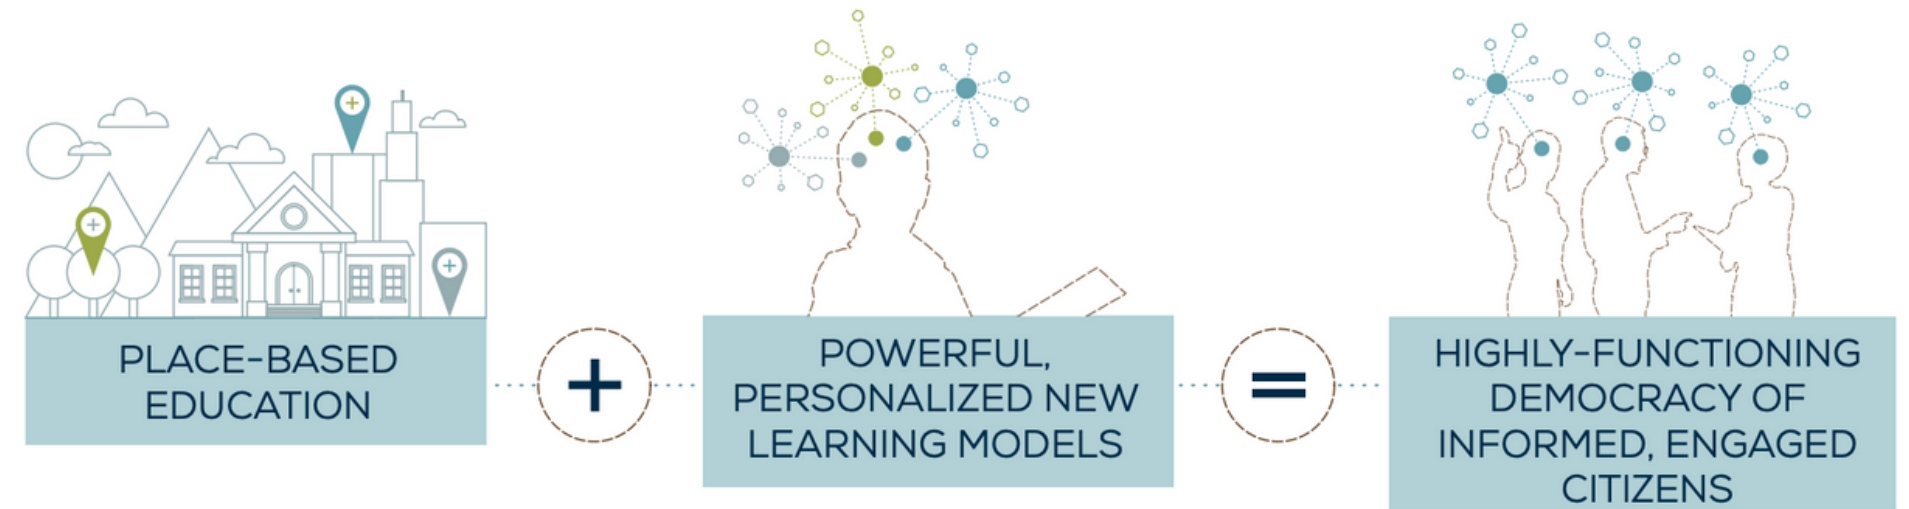 PLACE-BASED
EDUCATION
+
POWERFUL,
PERSONALIZED NEW
LEARNING MODELS
=
HIGHLY-FUNCTIONING
DEMOCRACY OF
INFORMED, ENGAGED
CITIZENS